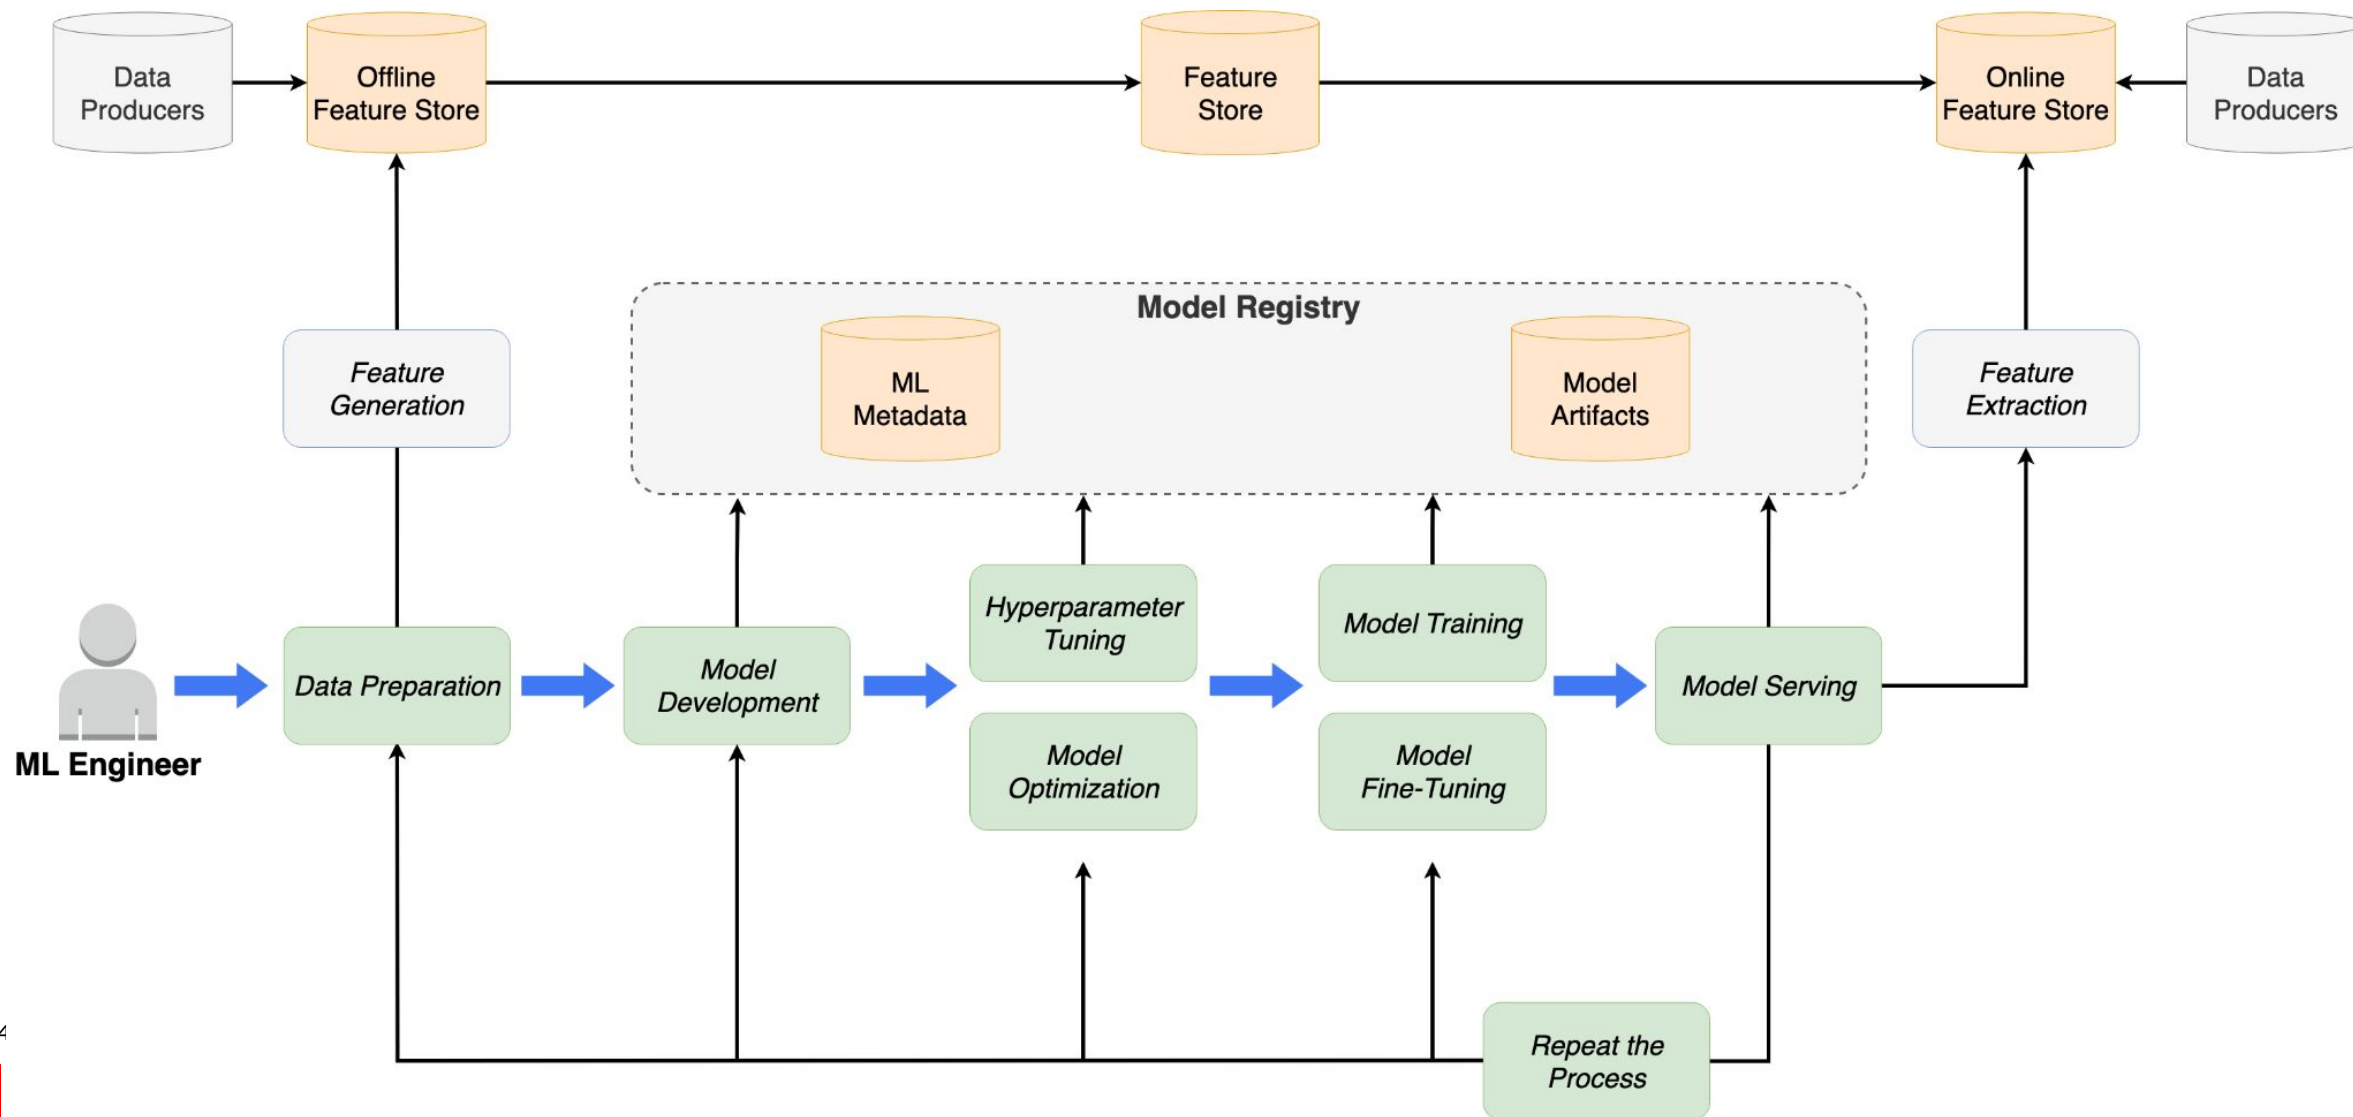 Data
Producers
Offline
Feature Store
Feature
Store
Online
Feature Store
Data
Producers
Model Registry
ML
Metadata
Model
Artifacts
Feature
Generation
Feature
Extraction
Hyperparameter
Tuning
Model Training
Data Preparation
Model
Development
Model Serving
ML Engineer
Model
Optimization
Model
Fine-Tuning
4
Repeat the
Process